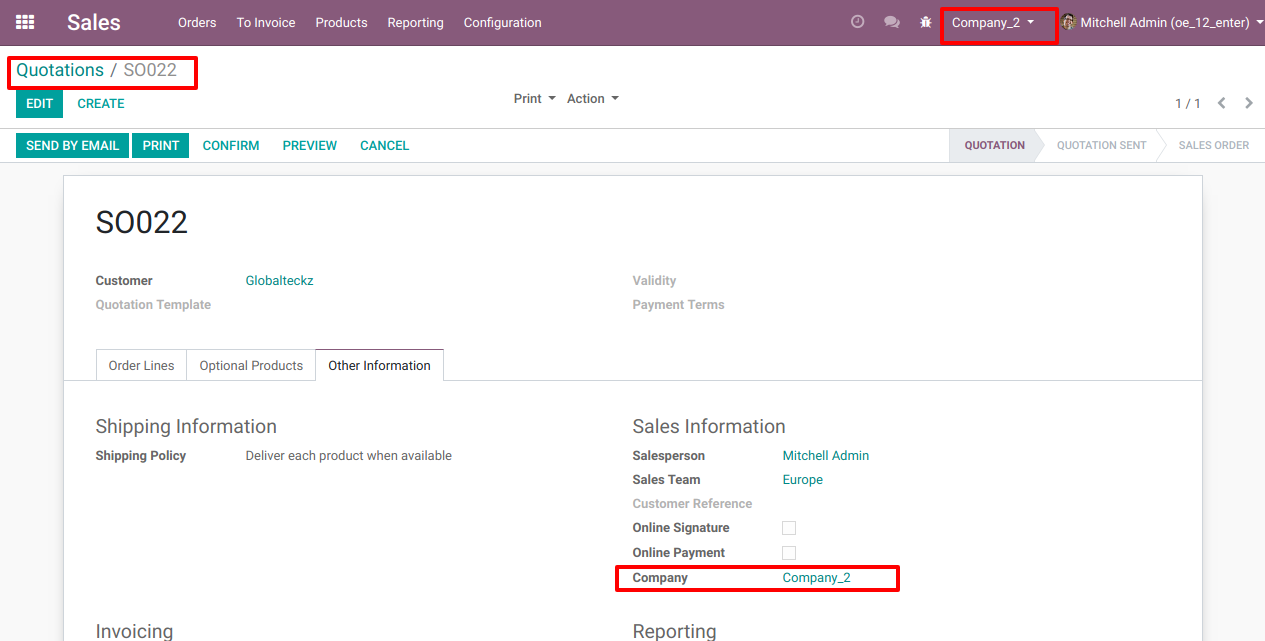 Sales Orders To Invoice Products Reporting Configuration Company_2 Mitchell Admin (oe_12_enter)
Quotations / SO022
EDIT CREATE Print Action 1 / 1
SEND BY EMAIL PRINT CONFIRM PREVIEW CANCEL QUOTATION QUOTATION SENT SALES ORDER
SO022
Customer Globalteckz Validity
Quotation Template Payment Terms
Order Lines Optional Products Other Information
Shipping Information Sales Information
Shipping Policy Deliver each product when available Salesperson Mitchell Admin
Sales Team Europe
Customer Reference
Online Signature
Online Payment
Company Company_2
Invoicing Reporting